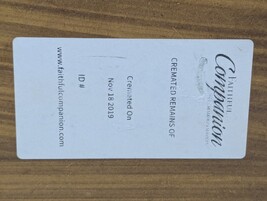 FAITHFUL
Companion
CREMATED REMAINS OF
Cremated On:
Nov 18 2019
ID #
www.faithfulcompanion.com